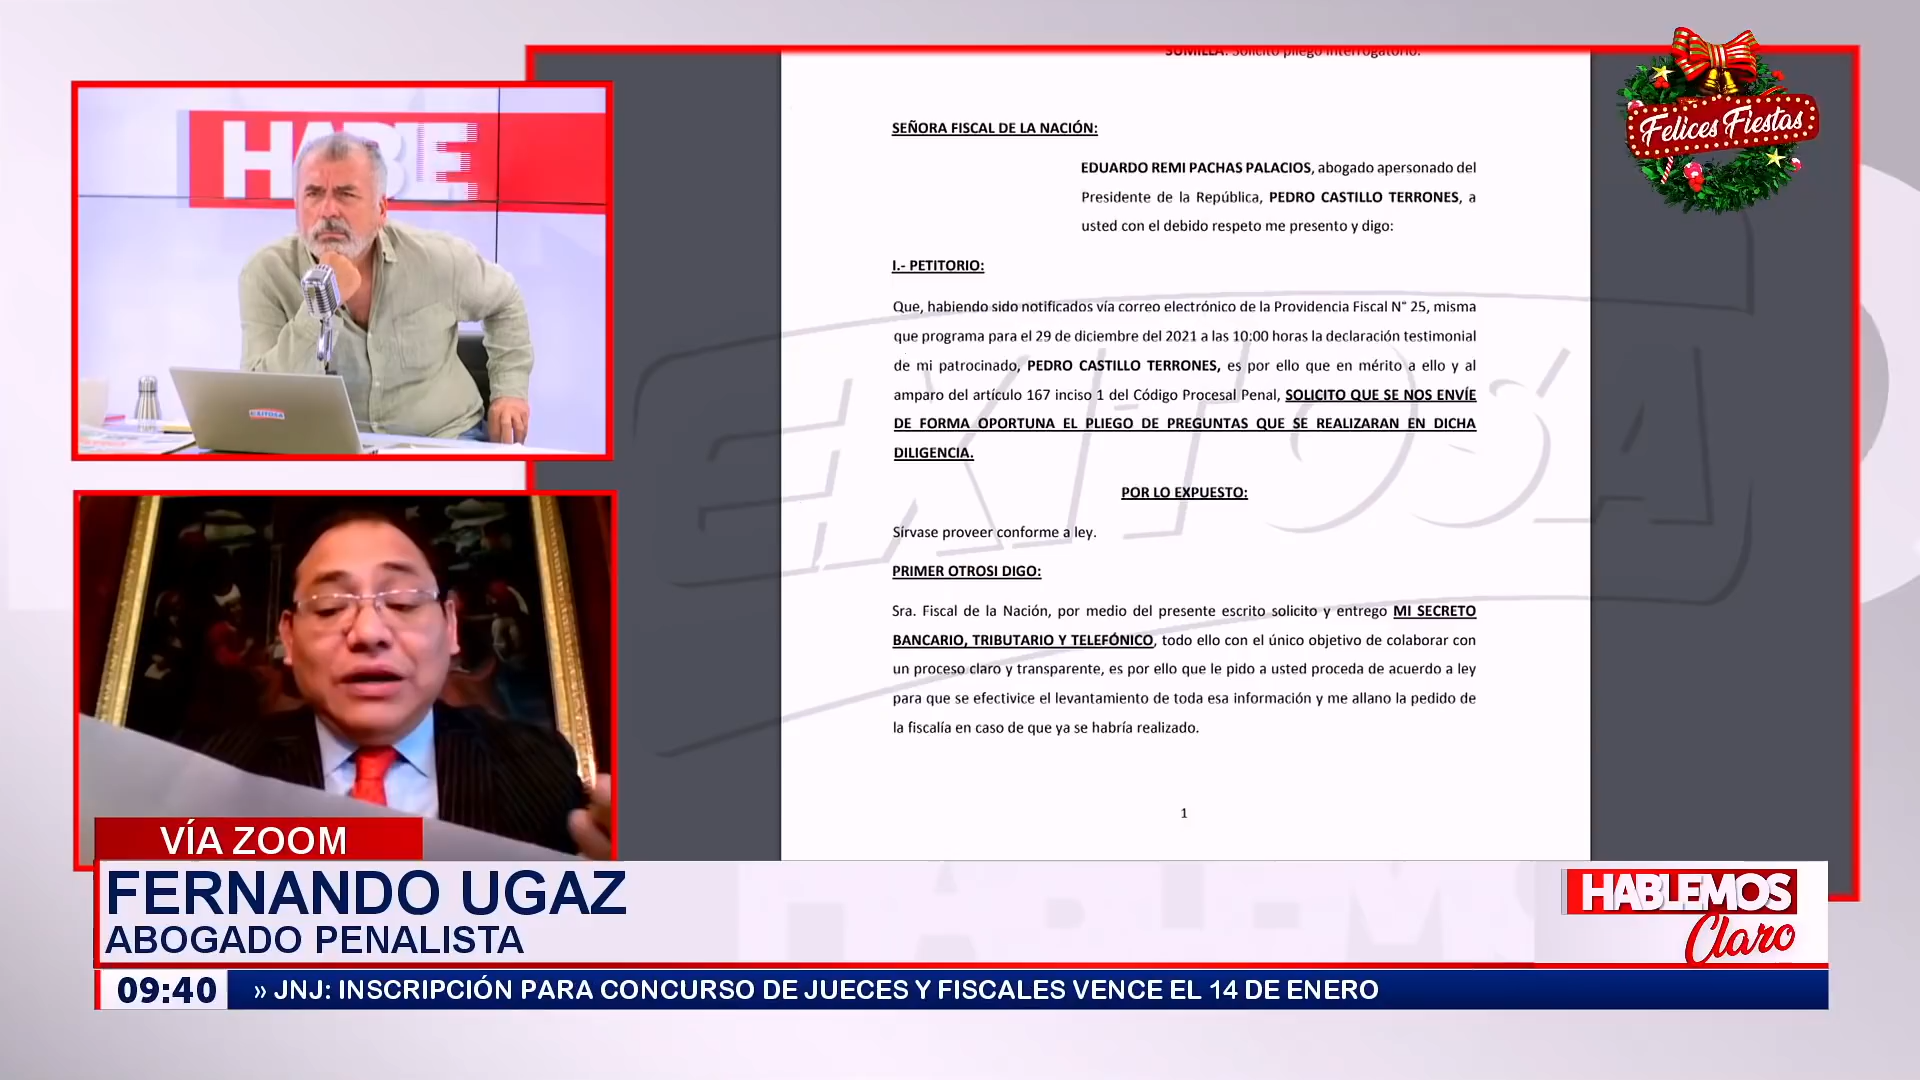 SUMILLA: Solicito pliego interrogatorio.
SEÑORA FISCAL DE LA NACIÓN:
EDUARDO REMI PACHAS PALACIOS, abogado apersonado del
Presidente de la República, PEDRO CASTILLO TERRONES, a
usted con el debido respeto me presento y digo:
I.- PETITORIO:
Que, habiendo sido notificados vía correo electrónico de la Providencia Fiscal N° 25, misma
que programa para el 29 de diciembre del 2021 a las 10:00 horas la declaración testimonial
de mi patrocinado, PEDRO CASTILLO TERRONES, es por ello que en mérito a ello y al
amparo del artículo 167 inciso 1 del Código Procesal Penal, SOLICITO QUE SE NOS ENVÍE
DE FORMA OPORTUNA EL PLIEGO DE PREGUNTAS QUE SE REALIZARAN EN DICHA
DILIGENCIA.
POR LO EXPUESTO:
Sírvase proveer conforme a ley.
PRIMER OTROSI DIGO:
Sra. Fiscal de la Nación, por medio del presente escrito solicito y entrego MI SECRETO
BANCARIO, TRIBUTARIO Y TELEFÓNICO, todo ello con el único objetivo de colaborar con
un proceso claro y transparente, es por ello que le pido a usted proceda de acuerdo a ley
para que se efectivice el levantamiento de toda esa información y me allano la pedido de
la fiscalía en caso de que ya se habría realizado.
1
EXITOSA
Felices Fiestas
EXITOSA
VÍA ZOOM
FERNANDO UGAZ
ABOGADO PENALISTA
HABLEMOS
Claro
09:40
» JNJ: INSCRIPCIÓN PARA CONCURSO DE JUECES Y FISCALES VENCE EL 14 DE ENERO